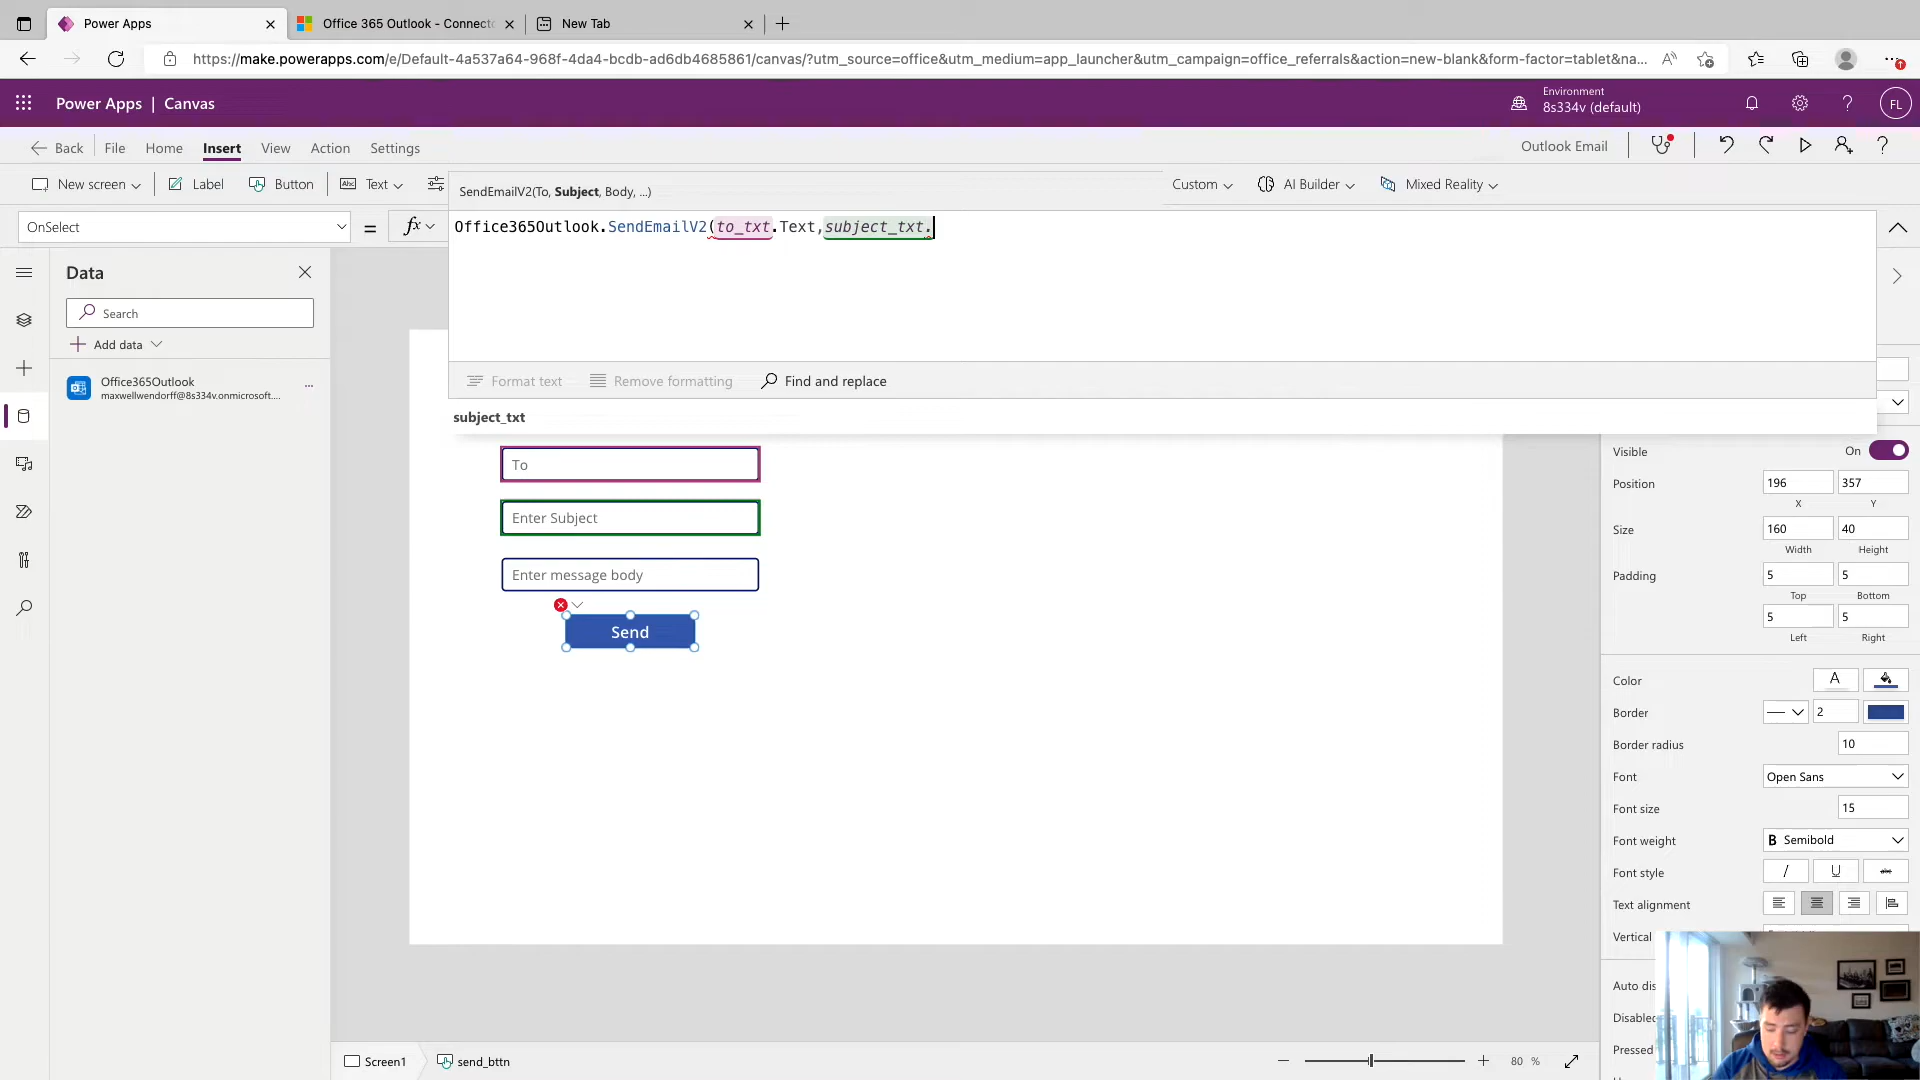 Power Apps
Office 365 Outlook - Connect
New Tab
https://make.powerapps.com/e/Default-4a537a64-968f-4da4-bcdb-ad6db4685861/canvas/?utm_source=office&utm_medium=app_launcher&utm_campaign=office_referrals&action=new-blank&form-factor=tablet&na...
Power Apps | Canvas
Environment
8s334v (default)
FL
Back
File
Home
Insert
View
Action
Settings
Outlook Email
New screen
Label
Button
Text
SendEmailV2(To, Subject, Body, ...)
Custom
AI Builder
Mixed Reality
OnSelect
=
fx
Office365Outlook.SendEmailV2(to_txt.Text,subject_txt.
Data
Search
Add data
Office365Outlook
maxwellwendorff@8s334v.onmicrosoft....
Format text
Remove formatting
Find and replace
subject_txt
To
Enter Subject
Enter message body
Send
Visible
On
Position
196
357
X
Y
Size
160
40
Width
Height
Padding
5
5
Top
Bottom
5
5
Left
Right
Color
A
Border
2
Border radius
10
Font
Open Sans
Font size
15
Font weight
B Semibold
Font style
Text alignment
Vertical
Auto dis
Disabled
Pressed
Screen1
send_bttn
80 %